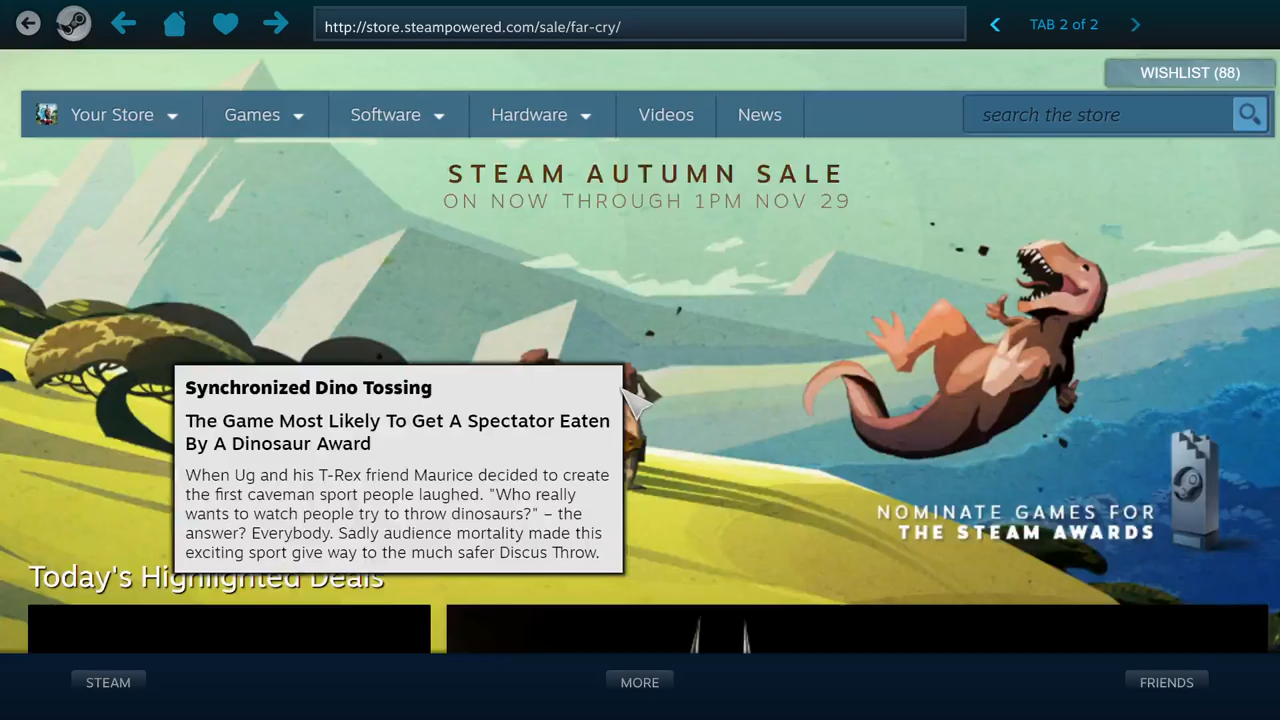 http://store.steampowered.com/sale/far-cry/
TAB 2 of 2
WISHLIST (88)
Your Store
Games
Software
Hardware
Videos
News
search the store
STEAM AUTUMN SALE
ON NOW THROUGH 1PM NOV 29
Synchronized Dino Tossing
The Game Most Likely To Get A Spectator Eaten
By A Dinosaur Award
When Ug and his T-Rex friend Maurice decided to create
the first caveman sport people laughed. "Who really
wants to watch people try to throw dinosaurs?" – the
answer? Everybody. Sadly audience mortality made this
exciting sport give way to the much safer Discus Throw.
NOMINATE GAMES FOR
THE STEAM AWARDS
Today's Highlighted Deals
STEAM
MORE
FRIENDS